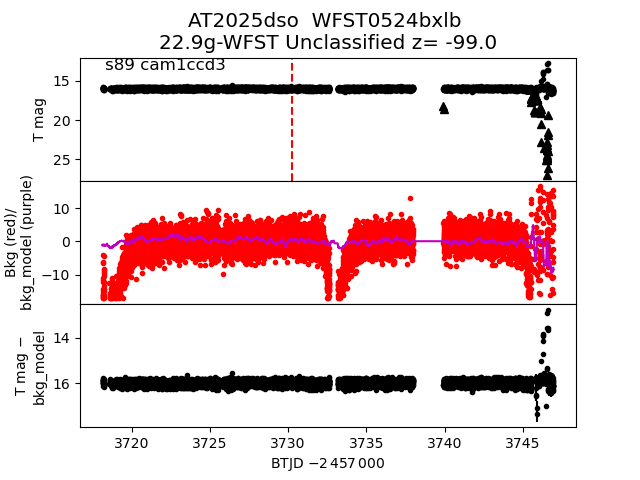 AT2025dso  WFST0524bxlb
22.9g-WFST Unclassified z= -99.0
s89 cam1ccd3
T mag
15
20
25
Bkg (red)/
bkg_model (purple)
10
0
−10
T mag −
bkg_model
14
16
3720 3725 3730 3735 3740 3745
BTJD −2 457 000